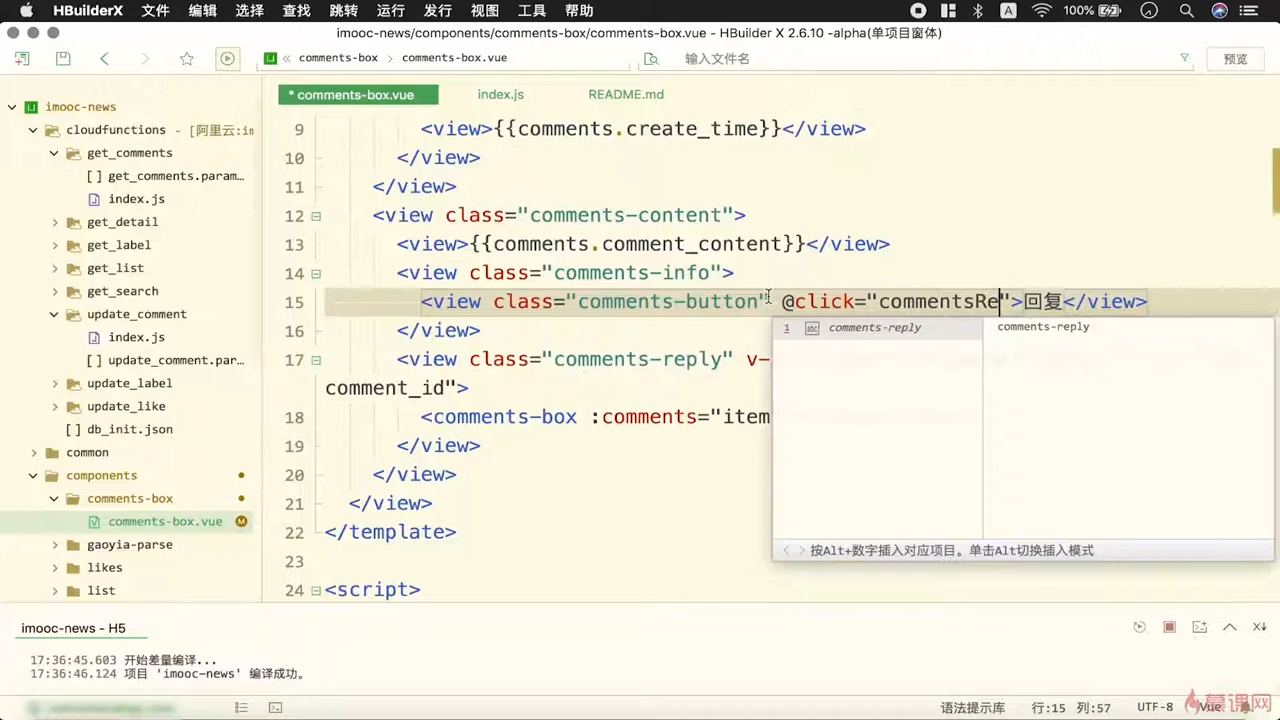 HBuilderX 文件 编辑 选择 查找 跳转 运行 发行 视图 工具 帮助 A 100%
imooc-news/components/comments-box/comments-box.vue - HBuilder X 2.6.10 -alpha(单项目窗体)
comments-box comments-box.vue 输入文件名 预览
imooc-news
cloudfunctions - [阿里云:im
get_comments
[ ] get_comments.param...
index.js
get_detail
get_label
get_list
get_search
update_comment
index.js
[ ] update_comment.par...
update_label
update_like
[ ] db_init.json
common
components
comments-box
comments-box.vue M
gaoyia-parse
likes
list
* comments-box.vue index.js README.md
9 <view>{{comments.create_time}}</view>
10 </view>
11 </view>
12 <view class="comments-content">
13 <view>{{comments.comment_content}}</view>
14 <view class="comments-info">
15 <view class="comments-button" @click="commentsRe">回复</view>
16 </view>
17 <view class="comments-reply" v-
comment_id">
18 <comments-box :comments="item
19 </view>
20 </view>
21 </view>
22 </template>
23
24 <script>
1 abc comments-reply comments-reply
按Alt+数字插入对应项目。单击Alt切换插入模式
imooc-news - H5
17:36:45.603 开始差量编译...
17:36:46.124 项目 'imooc-news' 编译成功。
语法提示库 行:15 列:57 UTF-8 Vue
慕课网